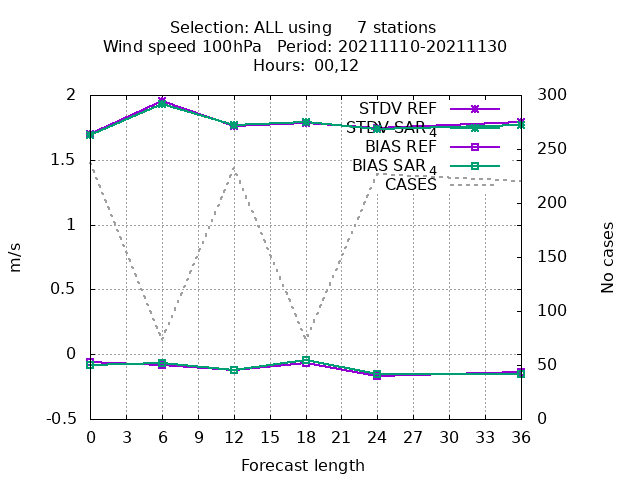 Selection: ALL using     7 stations
Wind speed 100hPa   Period: 20211110-20211130
Hours:  00,12
2
1.5
1
0.5
0
-0.5
m/s
300
250
200
150
100
50
0
No cases
STDV REF
STDV SAR_4
BIAS REF
BIAS SAR_4
CASES
0 3 6 9 12 15 18 21 24 27 30 33 36
Forecast length